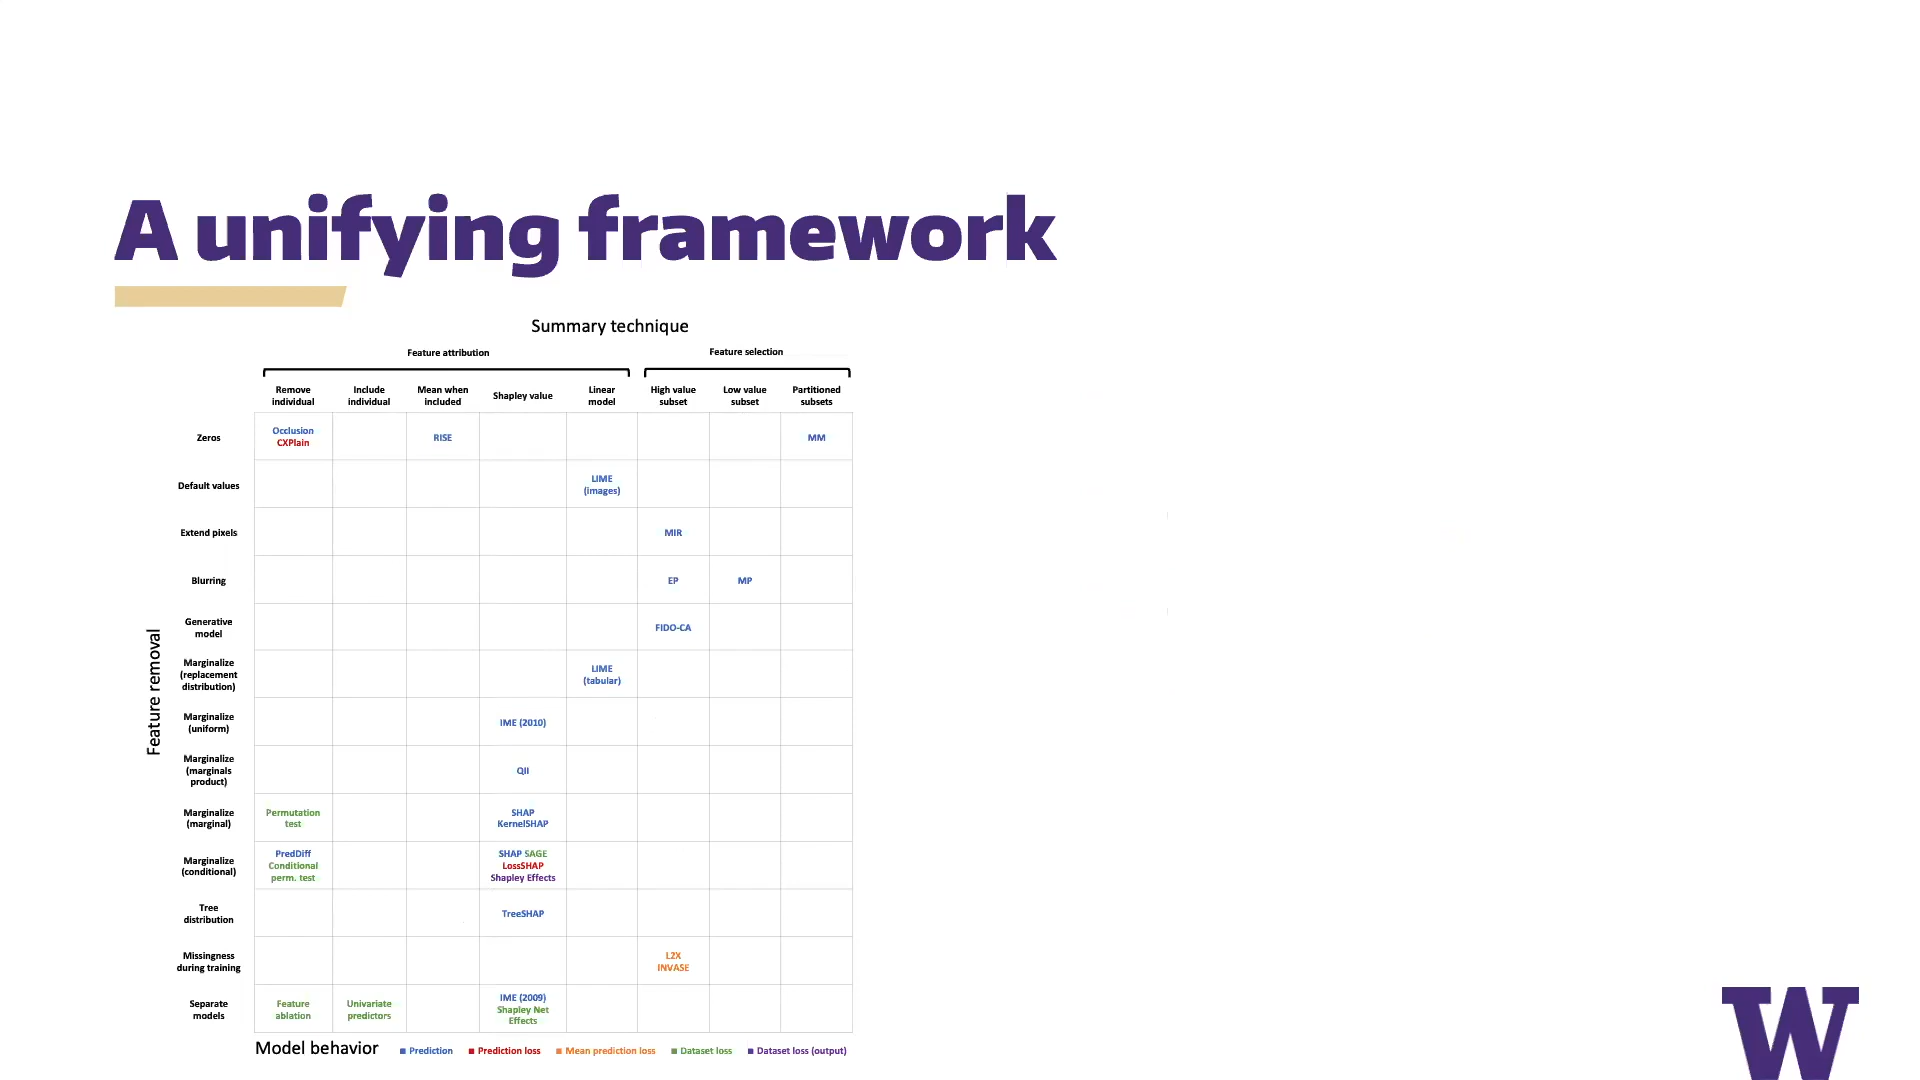 A unifying framework
Summary technique
Feature attribution
Feature selection
Remove individual
Include individual
Mean when included
Shapley value
Linear model
High value subset
Low value subset
Partitioned subsets
Feature removal
Zeros
Occlusion
CXPlain
RISE
MM
Default values
LIME
(images)
Extend pixels
MIR
Blurring
EP
MP
Generative
model
FIDO-CA
Marginalize
(replacement
distribution)
LIME
(tabular)
Marginalize
(uniform)
IME (2010)
Marginalize
(marginals
product)
QII
Marginalize
(marginal)
Permutation
test
SHAP
KernelSHAP
Marginalize
(conditional)
PredDiff
Conditional
perm. test
SHAP SAGE
LossSHAP
Shapley Effects
Tree
distribution
TreeSHAP
Missingness
during training
L2X
INVASE
Separate
models
Feature
ablation
Univariate
predictors
IME (2009)
Shapley Net
Effects
Model behavior
Prediction
Prediction loss
Mean prediction loss
Dataset loss
Dataset loss (output)
W